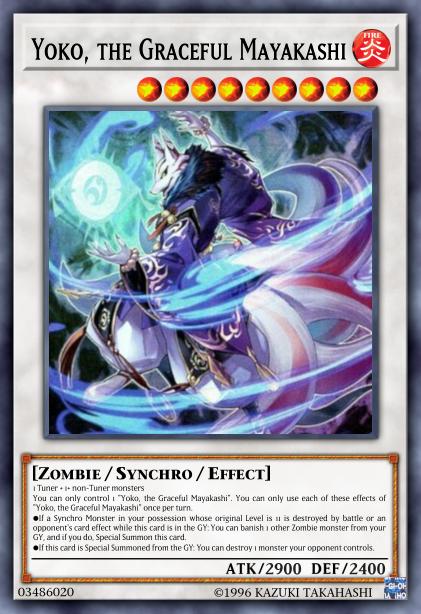 YOKO, THE GRACEFUL MAYAKASHI
FIRE
炎
[ZOMBIE / SYNCHRO / EFFECT]
1 Tuner + 1+ non-Tuner monsters
You can only control 1 "Yoko, the Graceful Mayakashi". You can only use each of these effects of
"Yoko, the Graceful Mayakashi" once per turn.
●If a Synchro Monster in your possession whose original Level is 11 is destroyed by battle or an
opponent's card effect while this card is in the GY: You can banish 1 other Zombie monster from your
GY, and if you do, Special Summon this card.
●If this card is Special Summoned from the GY: You can destroy 1 monster your opponent controls.
ATK/2900 DEF/2400
03486020
©1996 KAZUKI TAKAHASHI